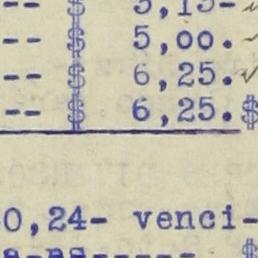 -- $ 5,15-
-- $ 5,00.
-- $ 6,25.
-- $ 6,25. $
0,24- venci-